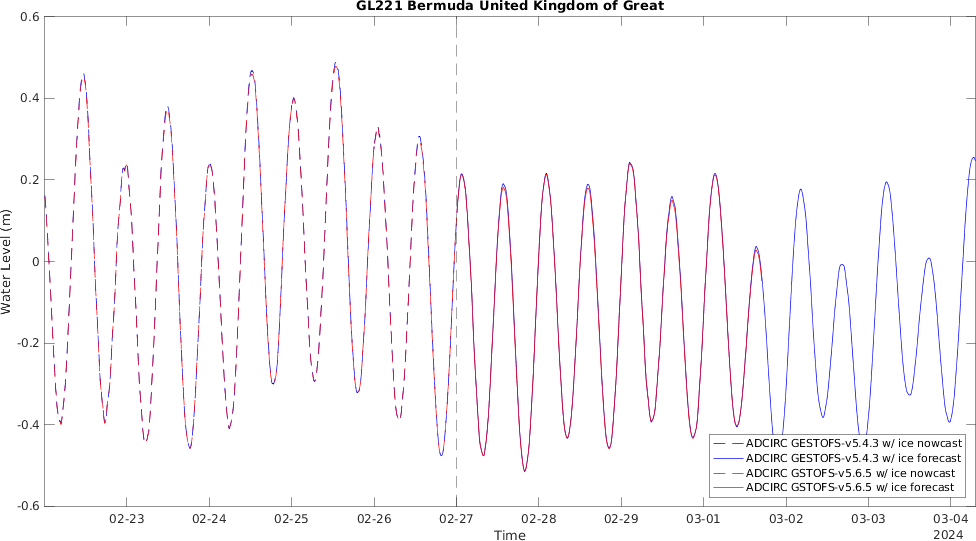 GL221 Bermuda United Kingdom of Great
0.6
0.4
0.2
0
-0.2
-0.4
-0.6
Water Level (m)
02-23 02-24 02-25 02-26 02-27 02-28 02-29 03-01 03-02 03-03 03-04
2024
Time
ADCIRC GESTOFS-v5.4.3 w/ ice nowcast
ADCIRC GESTOFS-v5.4.3 w/ ice forecast
ADCIRC GSTOFS-v5.6.5 w/ ice nowcast
ADCIRC GSTOFS-v5.6.5 w/ ice forecast